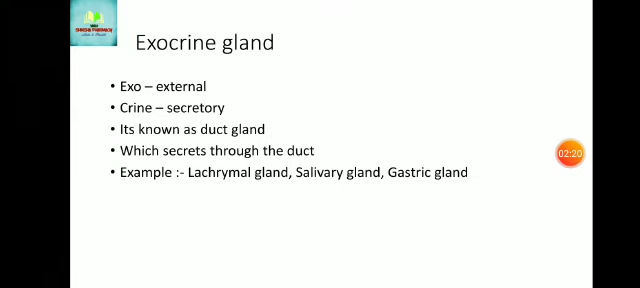 Exocrine gland
• Exo – external
• Crine – secretory
• Its known as duct gland
• Which secrets through the duct
• Example :- Lachrymal gland, Salivary gland, Gastric gland
02:20